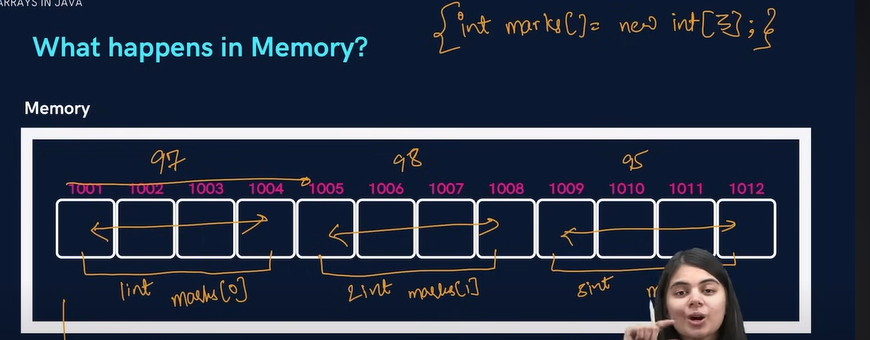 ARRAYS IN JAVA
{int marks[] = new int[3];}
What happens in Memory?
Memory
97 98 95
1001 1002 1003 1004 1005 1006 1007 1008 1009 1010 1011 1012
1int marks[0] 2int marks[1] 3int m